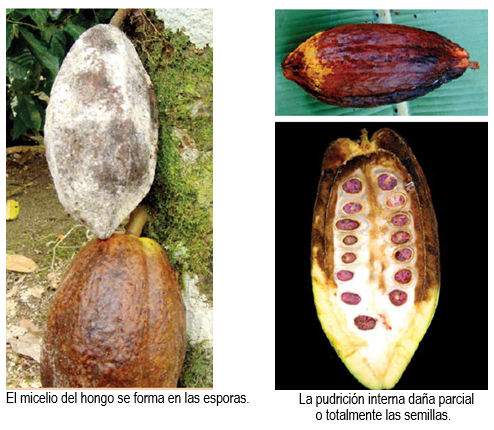 El micelio del hongo se forma en las esporas.
La pudrición interna daña parcial
o totalmente las semillas.